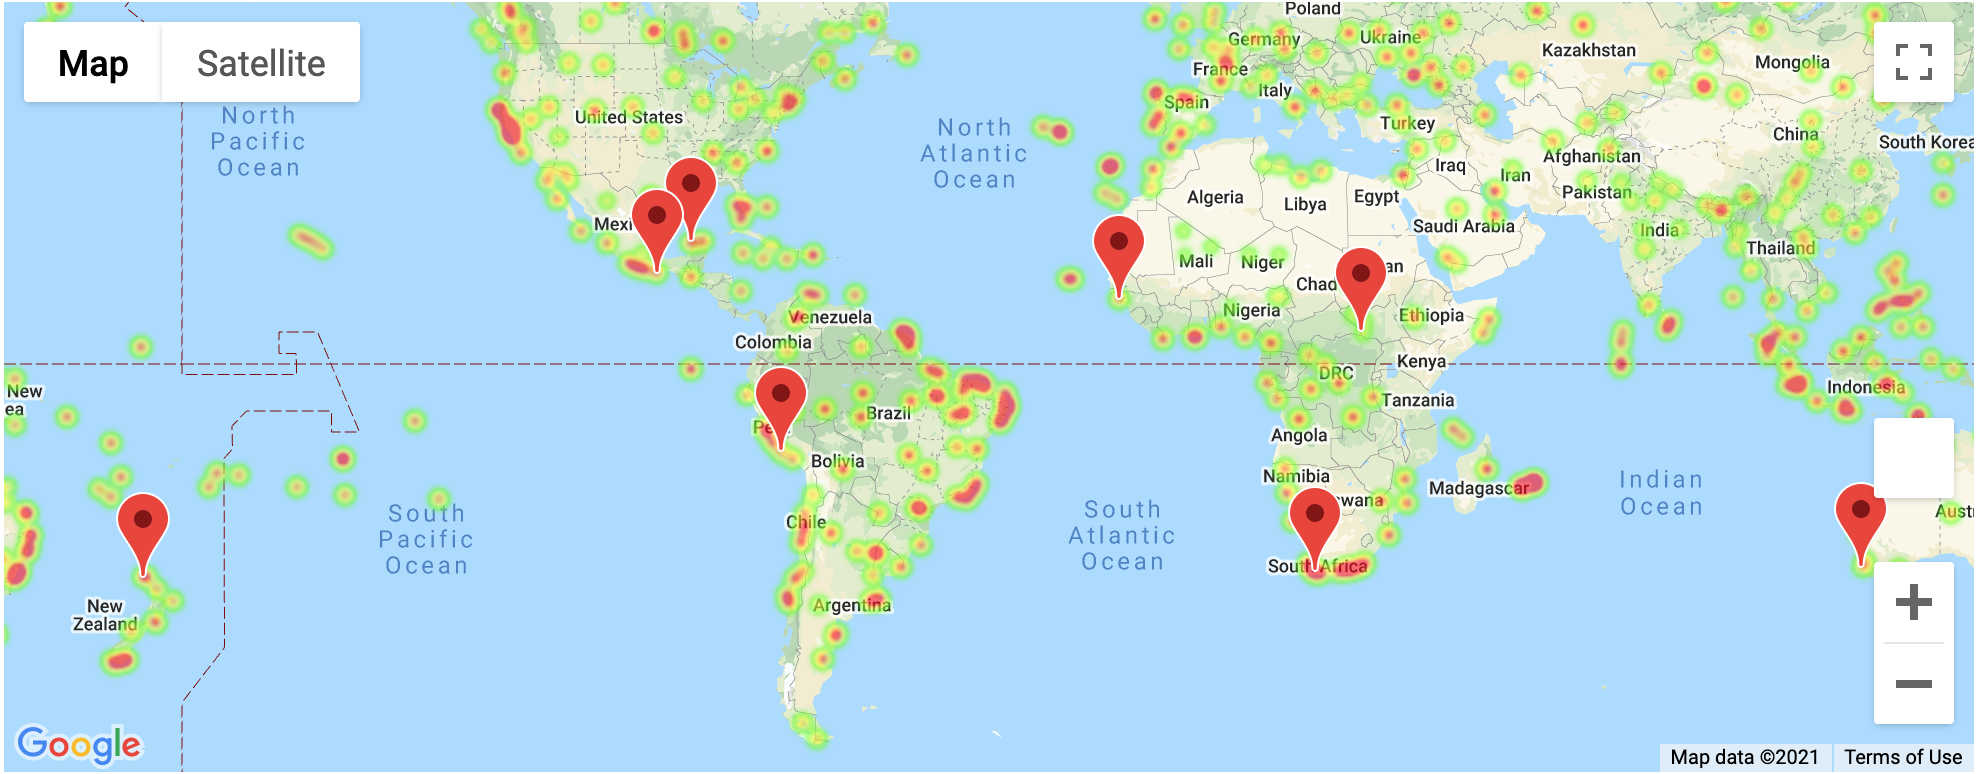 Map
Satellite
North
Pacific
Ocean
United States
Mexi
North
Atlantic
Ocean
Poland
Germany
Ukraine
France
Spain
Italy
Turkey
Kazakhstan
Mongolia
China
South Korea
Afghanistan
Iraq
Iran
Pakistan
Algeria
Libya
Egypt
Saudi Arabia
India
Thailand
Mali
Niger
Chad
an
Nigeria
Ethiopia
Venezuela
Colombia
DRC
Kenya
Tanzania
Indonesia
New
ea
Brazil
Pe
Bolivia
Angola
Namibia
swana
Madagascar
Indian
Ocean
Chile
South
Pacific
Ocean
South
Atlantic
Ocean
Aust
South Africa
Argentina
New
Zealand
Google
Map data ©2021
Terms of Use